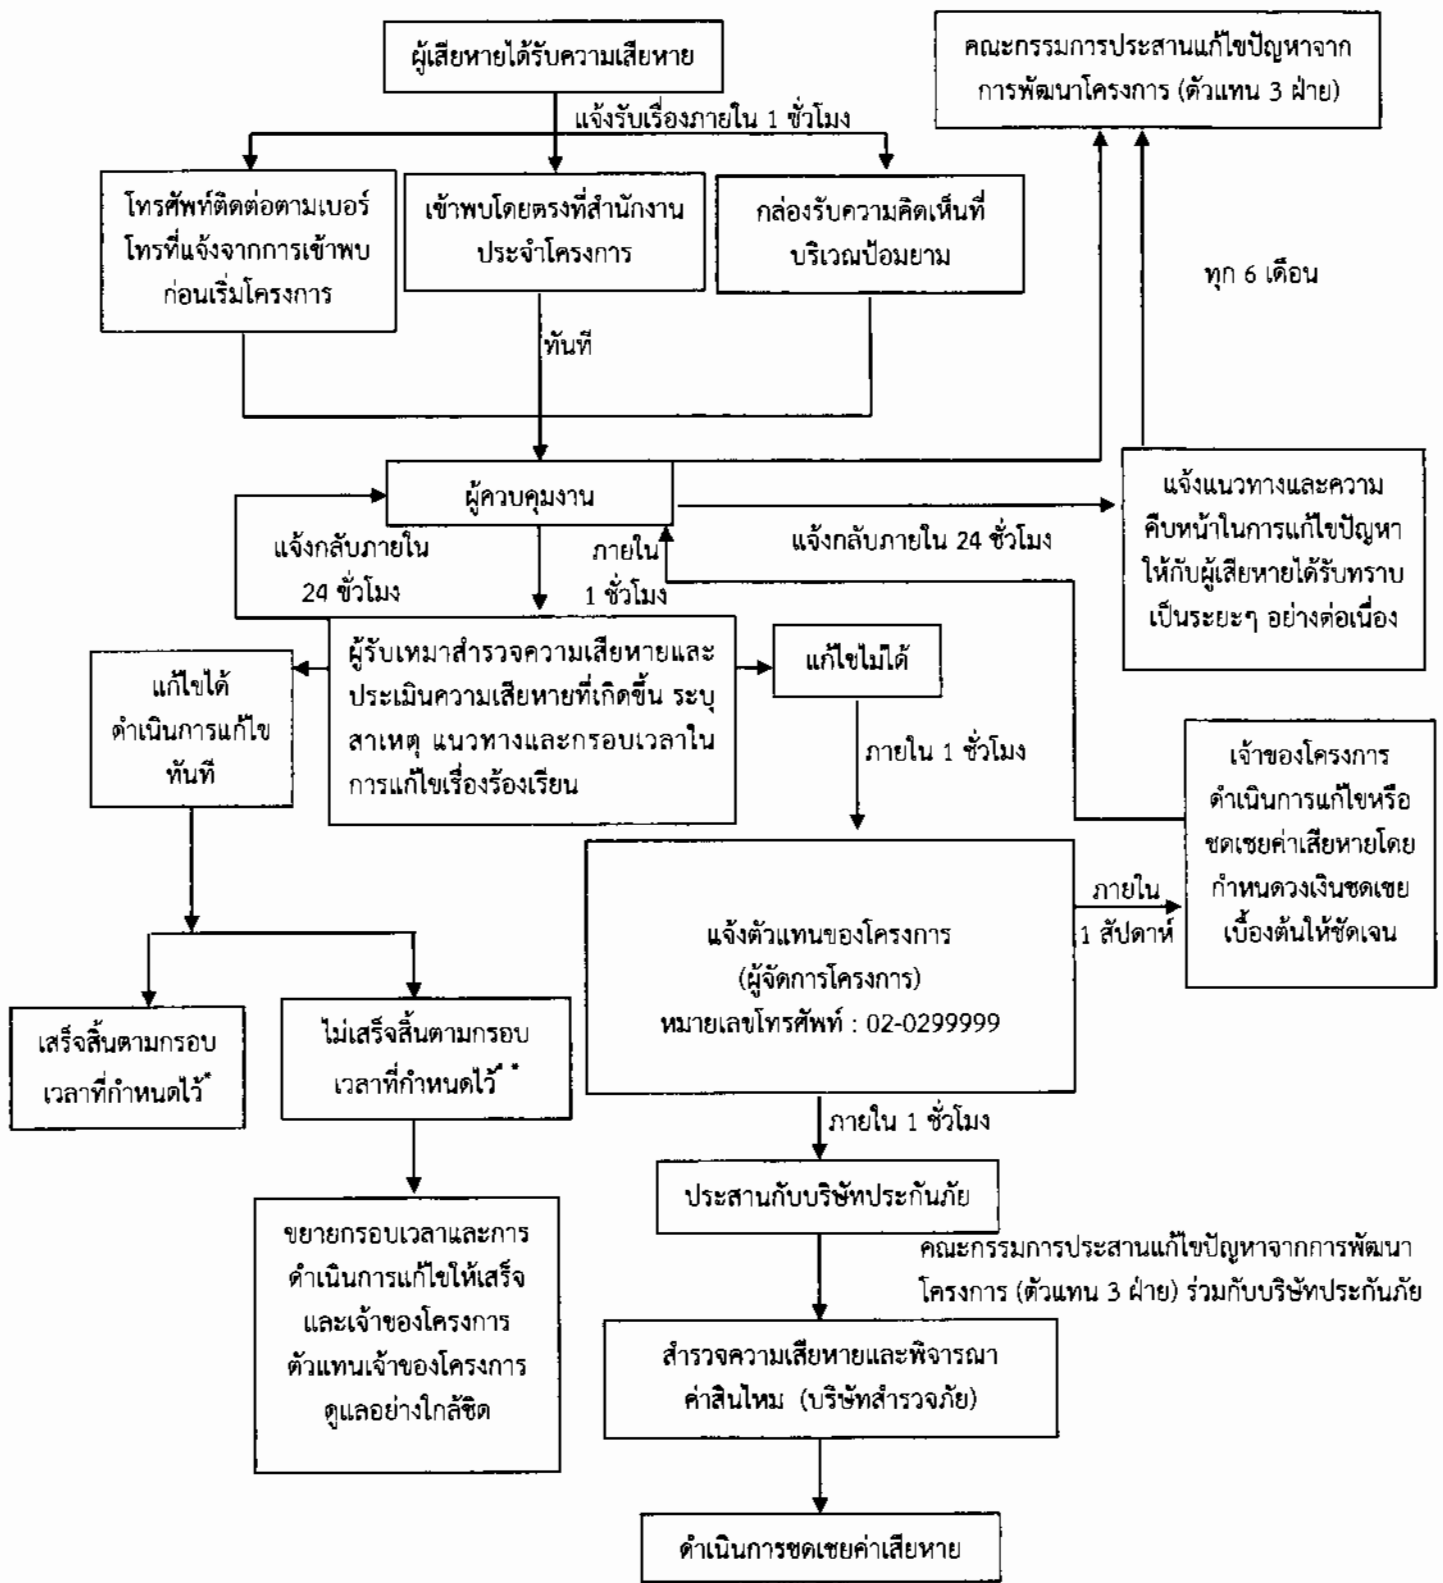 ผู้เสียหายได้รับความเสียหาย
คณะกรรมการประสานแก้ไขปัญหาจาก
การพัฒนาโครงการ (ตัวแทน 3 ฝ่าย)
แจ้งรับเรื่องภายใน 1 ชั่วโมง
โทรศัพท์ติดต่อตามเบอร์
โทรที่แจ้งจากการเข้าพบ
ก่อนเริ่มโครงการ
เข้าพบโดยตรงที่สำนักงาน
ประจำโครงการ
กล่องรับความคิดเห็นที่
บริเวณป้อมยาม
ทุก 6 เดือน
ทันที
ผู้ควบคุมงาน
แจ้งแนวทางและความ
คืบหน้าในการแก้ไขปัญหา
ให้กับผู้เสียหายได้รับทราบ
เป็นระยะๆ อย่างต่อเนื่อง
แจ้งกลับภายใน
24 ชั่วโมง
ภายใน
1 ชั่วโมง
แจ้งกลับภายใน 24 ชั่วโมง
แก้ไขได้
ดำเนินการแก้ไข
ทันที
ผู้รับเหมาสำรวจความเสียหายและ
ประเมินความเสียหายที่เกิดขึ้น ระบุ
สาเหตุ แนวทางและกรอบเวลาใน
การแก้ไขเรื่องร้องเรียน
แก้ไขไม่ได้
ภายใน 1 ชั่วโมง
เจ้าของโครงการ
ดำเนินการแก้ไขหรือ
ชดเชยค่าเสียหายโดย
กำหนดวงเงินชดเชย
เบื้องต้นให้ชัดเจน
แจ้งตัวแทนของโครงการ
(ผู้จัดการโครงการ)
หมายเลขโทรศัพท์ : 02-0299999
ภายใน
1 สัปดาห์
เสร็จสิ้นตามกรอบ
เวลาที่กำหนดไว้*
ไม่เสร็จสิ้นตามกรอบ
เวลาที่กำหนดไว้**
ภายใน 1 ชั่วโมง
ประสานกับบริษัทประกันภัย
ขยายกรอบเวลาและการ
ดำเนินการแก้ไขให้เสร็จ
และเจ้าของโครงการ
ตัวแทนเจ้าของโครงการ
ดูแลอย่างใกล้ชิด
คณะกรรมการประสานแก้ไขปัญหาจากการพัฒนา
โครงการ (ตัวแทน 3 ฝ่าย) ร่วมกับบริษัทประกันภัย
สำรวจความเสียหายและพิจารณา
ค่าสินไหม (บริษัทสำรวจภัย)
ดำเนินการชดเชยค่าเสียหาย